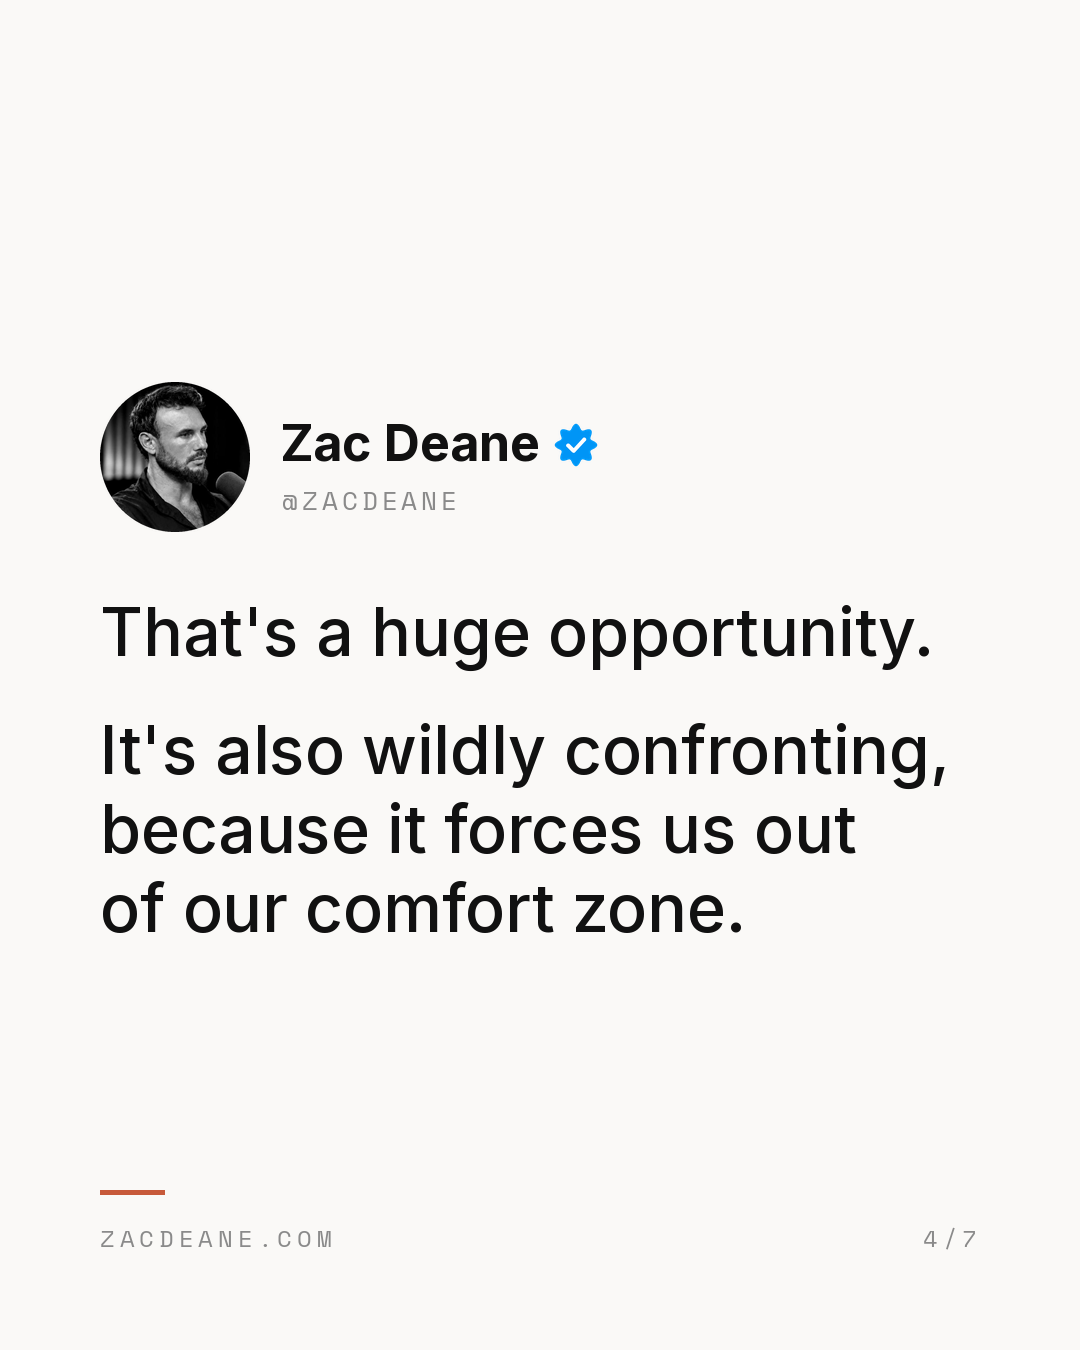 Zac Deane
@ZACDEANE
That's a huge opportunity.
It's also wildly confronting,
because it forces us out
of our comfort zone.
ZACDEANE.COM
4/7